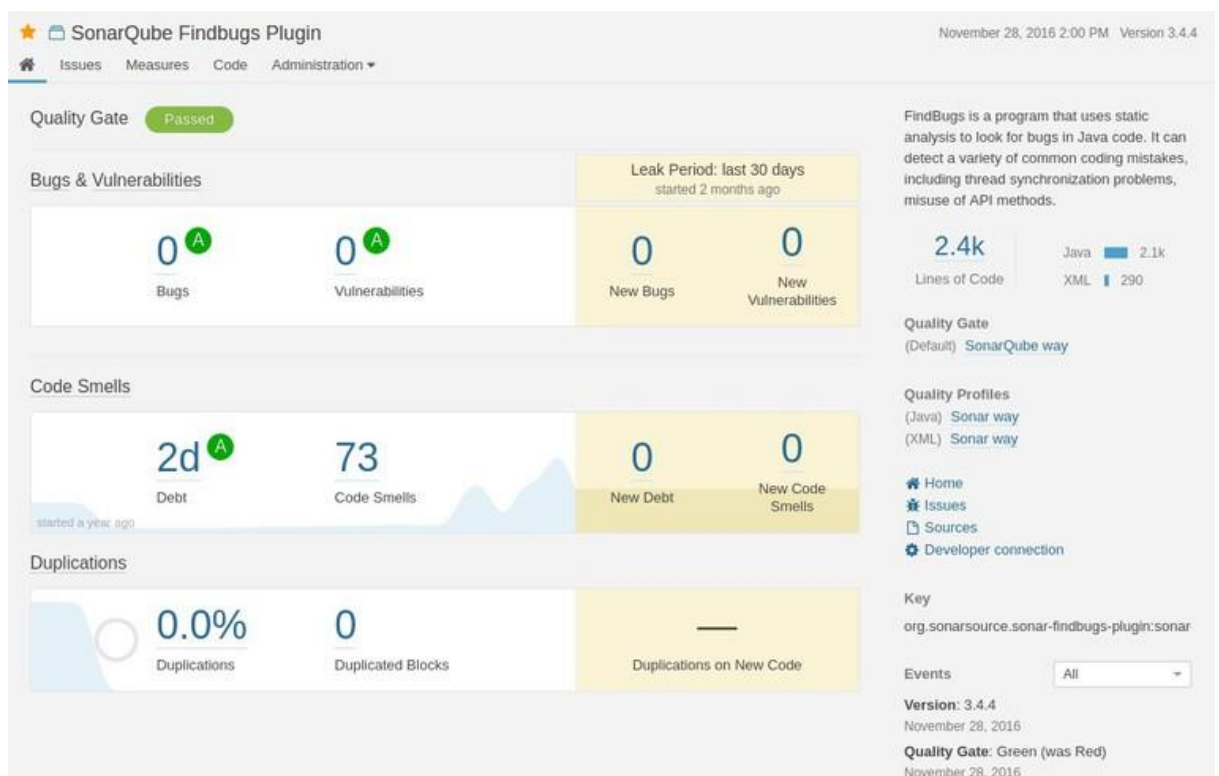 SonarQube Findbugs Plugin
November 28, 2016 2:00 PM Version 3.4.4
Issues Measures Code Administration
Quality Gate Passed
Bugs & Vulnerabilities
Leak Period: last 30 days
started 2 months ago
0 A
Bugs
0 A
Vulnerabilities
0
New Bugs
0
New
Vulnerabilities
Code Smells
2d A
Debt
73
Code Smells
0
New Debt
0
New Code
Smells
started a year ago
Duplications
0.0%
Duplications
0
Duplicated Blocks
—
Duplications on New Code
FindBugs is a program that uses static
analysis to look for bugs in Java code. It can
detect a variety of common coding mistakes,
including thread synchronization problems,
misuse of API methods.
2.4k
Lines of Code
Java 2.1k
XML 290
Quality Gate
(Default) SonarQube way
Quality Profiles
(Java) Sonar way
(XML) Sonar way
Home
Issues
Sources
Developer connection
Key
org.sonarsource.sonar-findbugs-plugin:sonar
Events All
Version: 3.4.4
November 28, 2016
Quality Gate: Green (was Red)
November 28, 2016